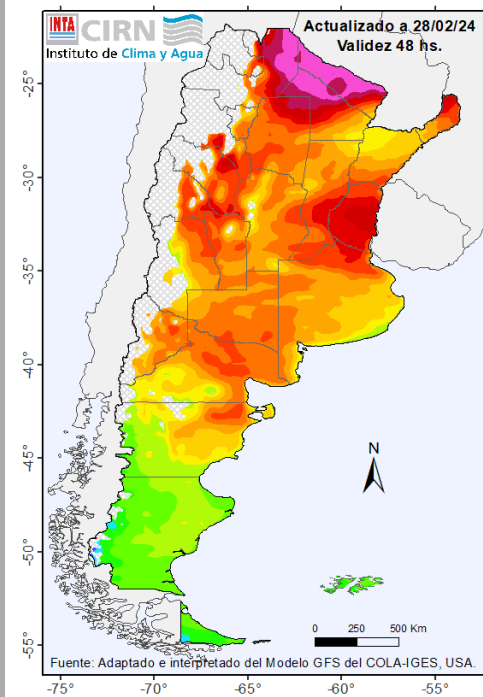 INTA CIRN
Instituto de Clima y Agua
Actualizado a 28/02/24
Validez 48 hs.
-25°
-30°
-35°
-40°
-45°
-50°
-55°
N
0 250 500 Km
Fuente: Adaptado e interpretado del Modelo GFS del COLA-IGES, USA.
-75° -70° -65° -60° -55°